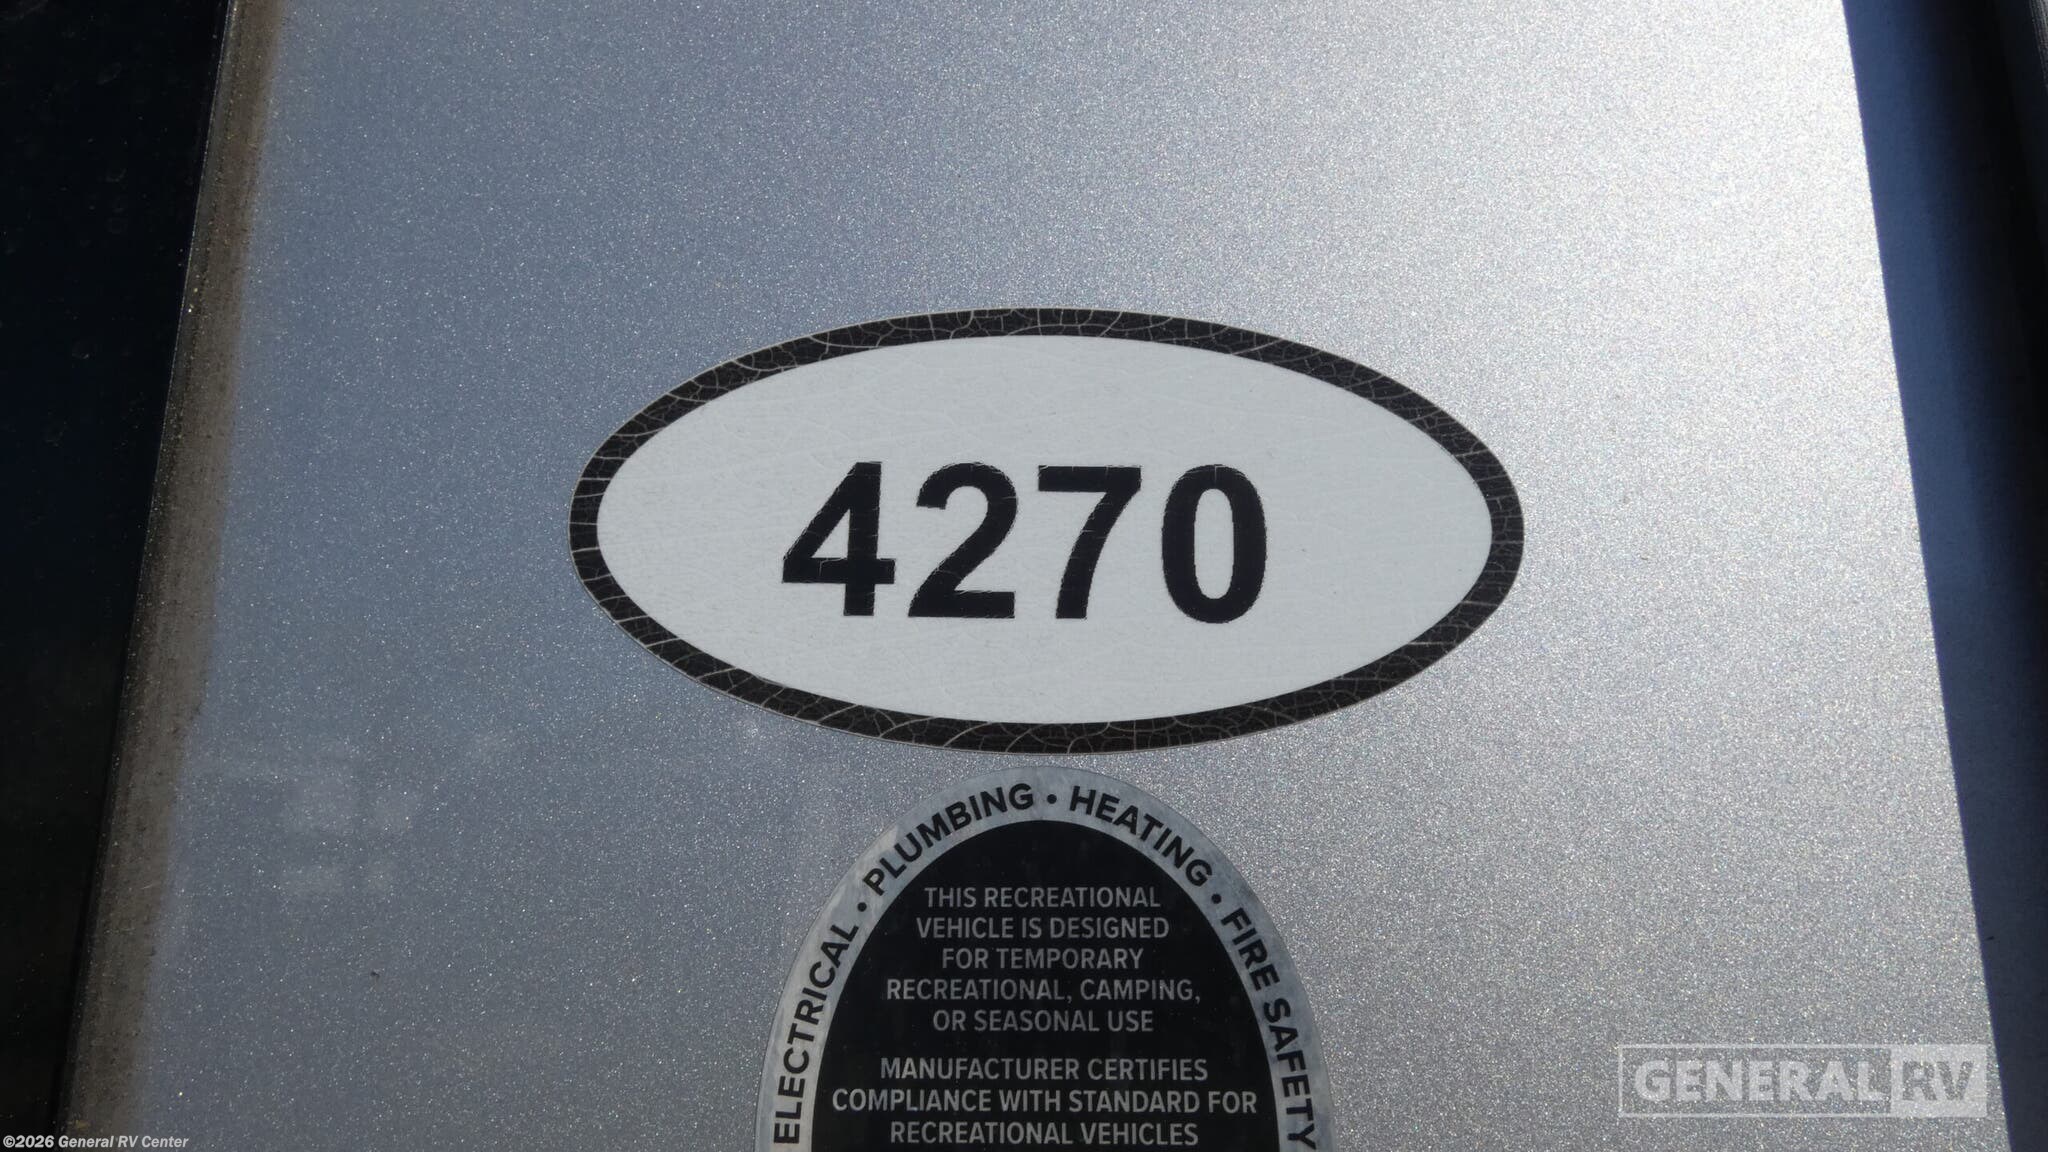 4270
ELECTRICAL • PLUMBING • HEATING • FIRE SAFETY
THIS RECREATIONAL
VEHICLE IS DESIGNED
FOR TEMPORARY
RECREATIONAL, CAMPING,
OR SEASONAL USE
MANUFACTURER CERTIFIES
COMPLIANCE WITH STANDARD FOR
RECREATIONAL VEHICLES
GENERAL RV
©2026 General RV Center